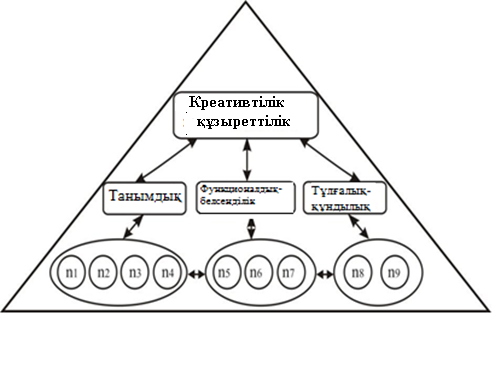 Креативтілік
құзыреттілік
Танымдық
Функционалдық-
белсенділік
Тұлғалық-
құндылық
n1 n2 n3 n4 n5 n6 n7 n8 n9